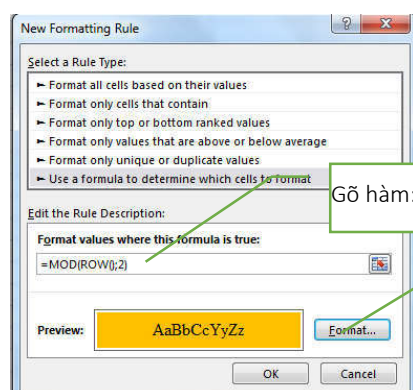 New Formatting Rule
Select a Rule Type:
► Format all cells based on their values
► Format only cells that contain
► Format only top or bottom ranked values
► Format only values that are above or below average
► Format only unique or duplicate values
► Use a formula to determine which cells to format
Gõ hàm:
Edit the Rule Description:
Format values where this formula is true:
=MOD(ROW();2)
Preview:
AaBbCcYyZz
Format...
OK
Cancel